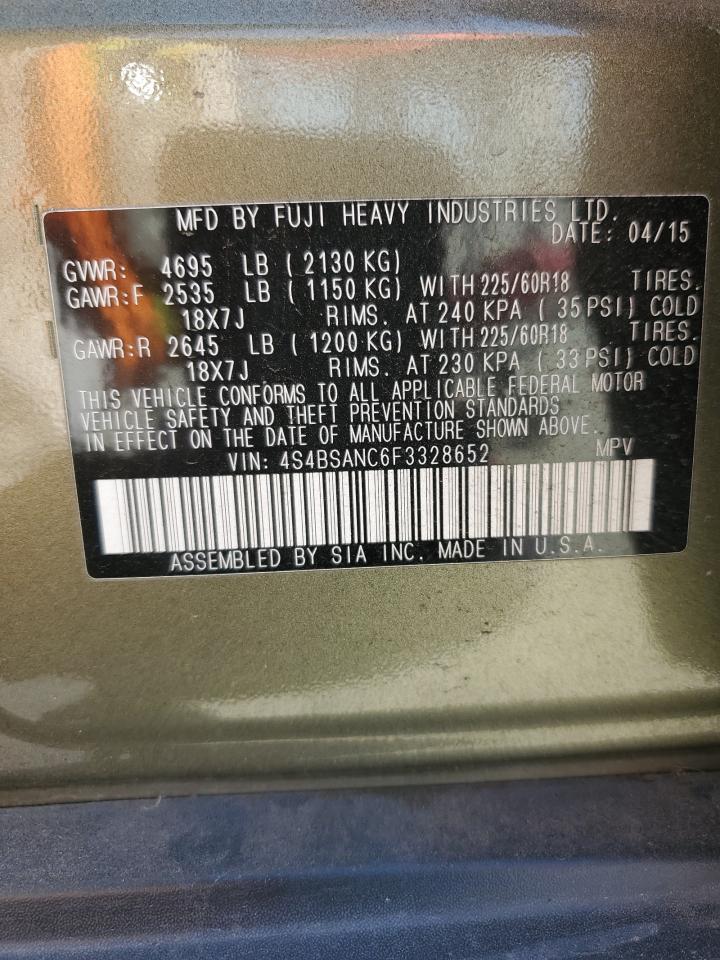 MFD BY FUJI HEAVY INDUSTRIES LTD.
DATE: 04/15
GVWR: 4695 LB ( 2130 KG)
GAWR:F 2535 LB ( 1150 KG) WITH 225/60R18 TIRES.
18X7J RIMS. AT 240 KPA ( 35 PSI) COLD
GAWR:R 2645 LB ( 1200 KG) WITH 225/60R18 TIRES.
18X7J RIMS. AT 230 KPA ( 33 PSI) COLD
THIS VEHICLE CONFORMS TO ALL APPLICABLE FEDERAL MOTOR
VEHICLE SAFETY AND THEFT PREVENTION STANDARDS
IN EFFECT ON THE DATE OF MANUFACTURE SHOWN ABOVE.
VIN: 4S4BSANC6F3328652 MPV
ASSEMBLED BY SIA INC. MADE IN U.S.A.